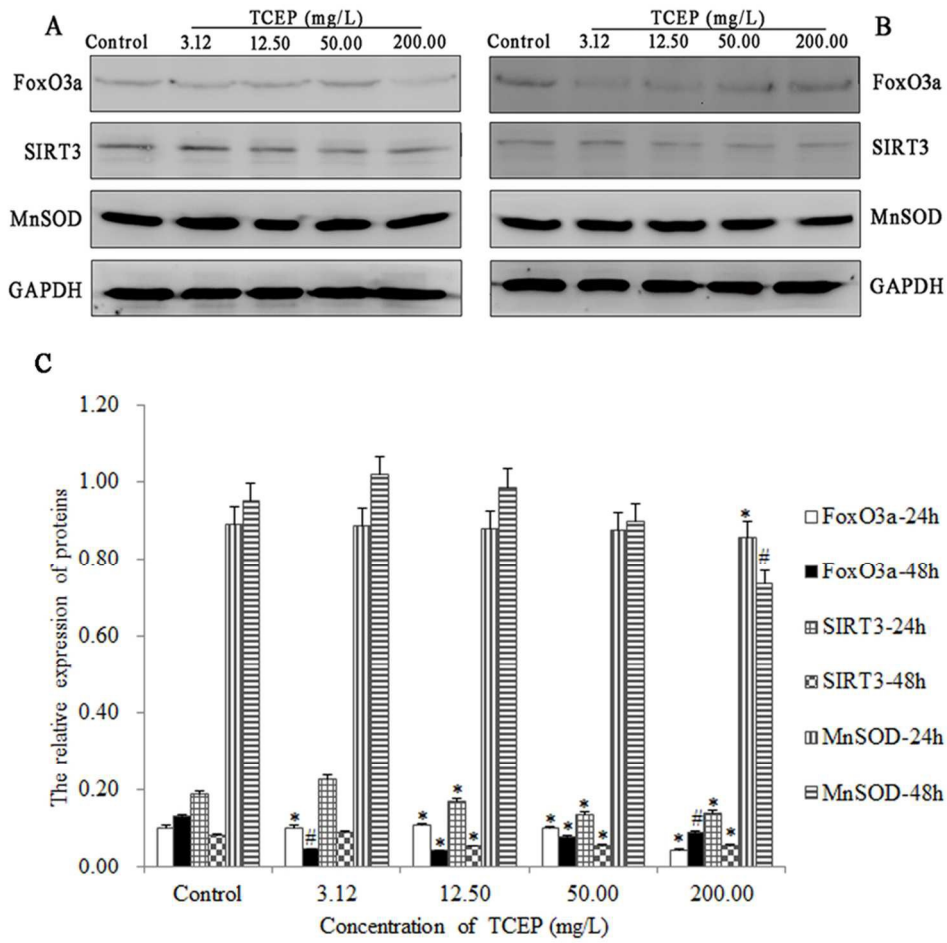 A
TCEP (mg/L)
Control 3.12 12.50 50.00 200.00
FoxO3a
SIRT3
MnSOD
GAPDH
TCEP (mg/L)
B
Control 3.12 12.50 50.00 200.00
FoxO3a
SIRT3
MnSOD
GAPDH
C
The relative expression of proteins
1.20
1.00
0.80
0.60
0.40
0.20
0.00
* # * * * * * * * * * # * * * #
Control 3.12 12.50 50.00 200.00
Concentration of TCEP (mg/L)
FoxO3a-24h
FoxO3a-48h
SIRT3-24h
SIRT3-48h
MnSOD-24h
MnSOD-48h